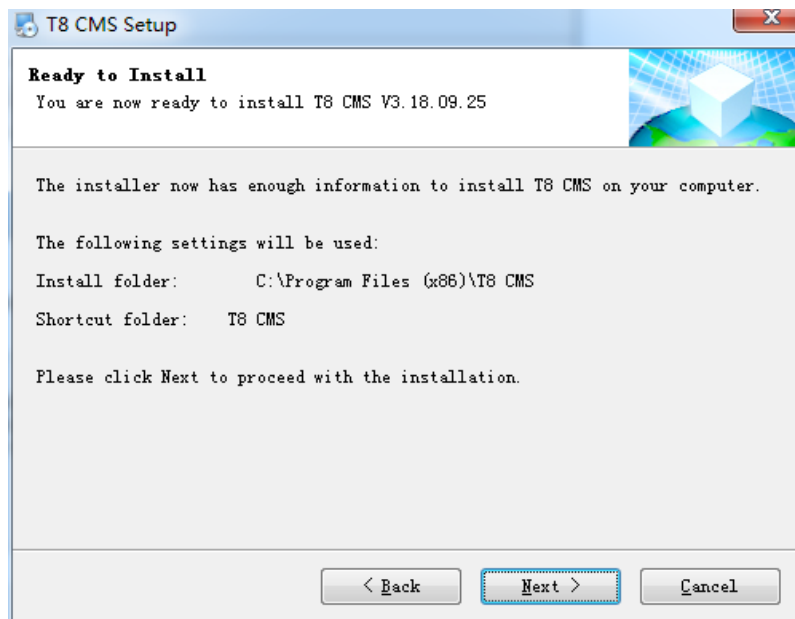 T8 CMS Setup
Ready to Install
You are now ready to install T8 CMS V3.18.09.25
The installer now has enough information to install T8 CMS on your computer.
The following settings will be used:
Install folder: C:\Program Files (x86)\T8 CMS
Shortcut folder: T8 CMS
Please click Next to proceed with the installation.
< Back Next > Cancel